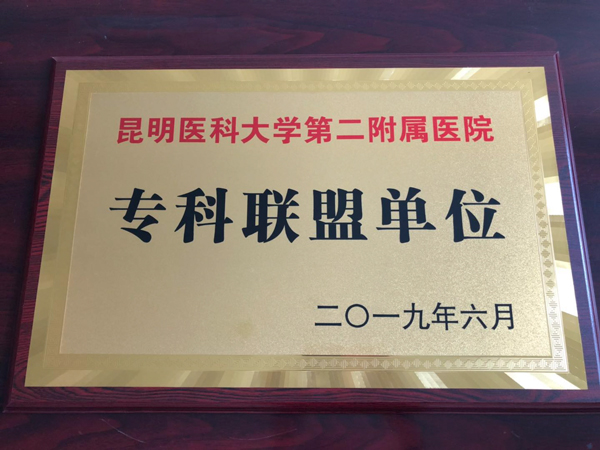 昆明医科大学第二附属医院
专科联盟单位
二〇一九年六月